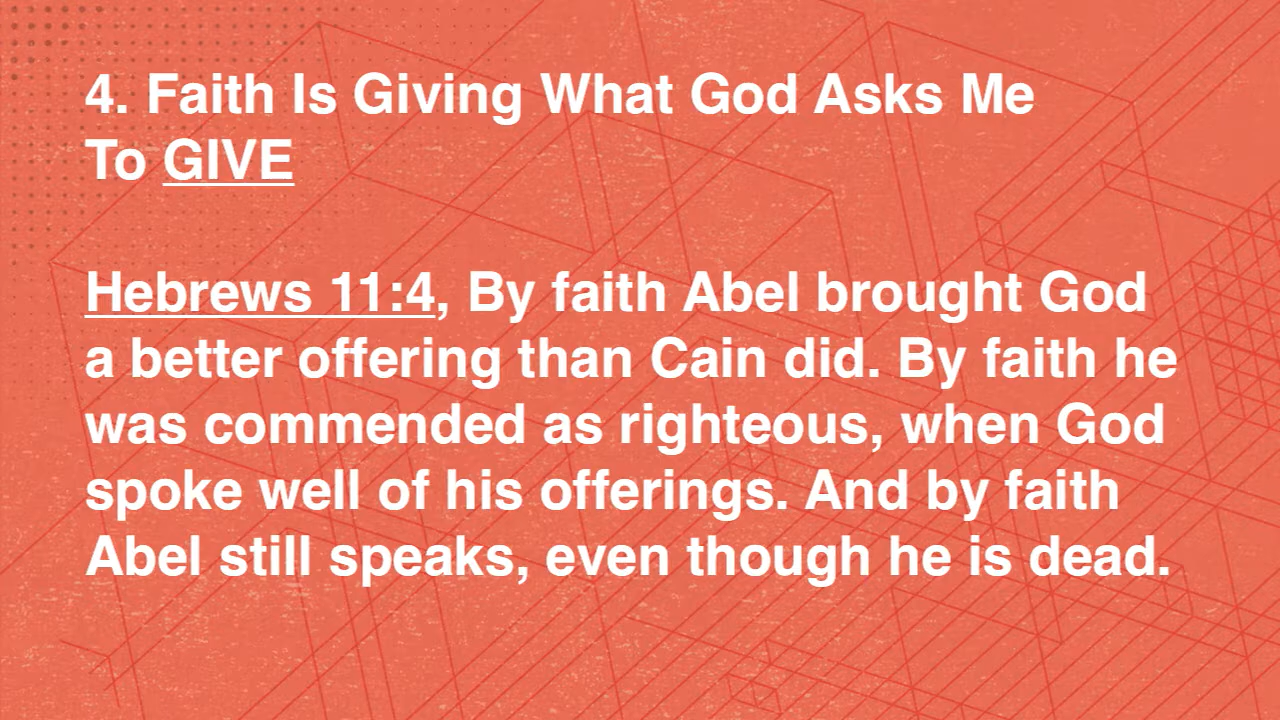 4. Faith Is Giving What God Asks Me
To GIVE
Hebrews 11:4, By faith Abel brought God
a better offering than Cain did. By faith he
was commended as righteous, when God
spoke well of his offerings. And by faith
Abel still speaks, even though he is dead.